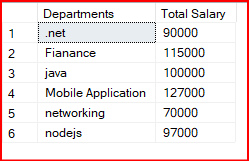 Departments Total Salary
1 .net 90000
2 Fianance 115000
3 java 100000
4 Mobile Application 127000
5 networking 70000
6 nodejs 97000